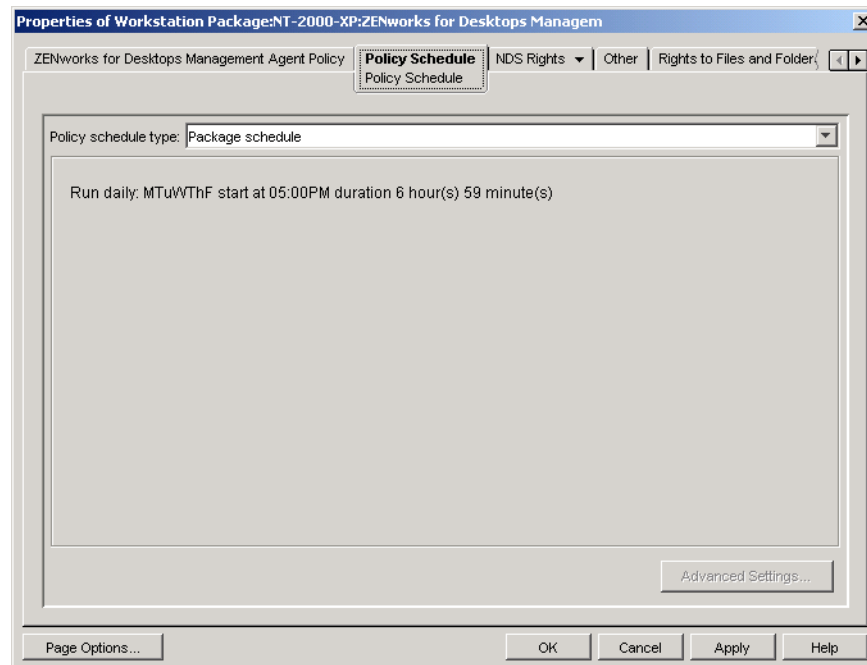 Properties of Workstation Package:NT-2000-XP:ZENworks for Desktops Managem
ZENworks for Desktops Management Agent Policy Policy Schedule NDS Rights Other Rights to Files and Folder
Policy Schedule
Policy schedule type: Package schedule
Run daily: MTuWThF start at 05:00PM duration 6 hour(s) 59 minute(s)
Advanced Settings...
Page Options... OK Cancel Apply Help